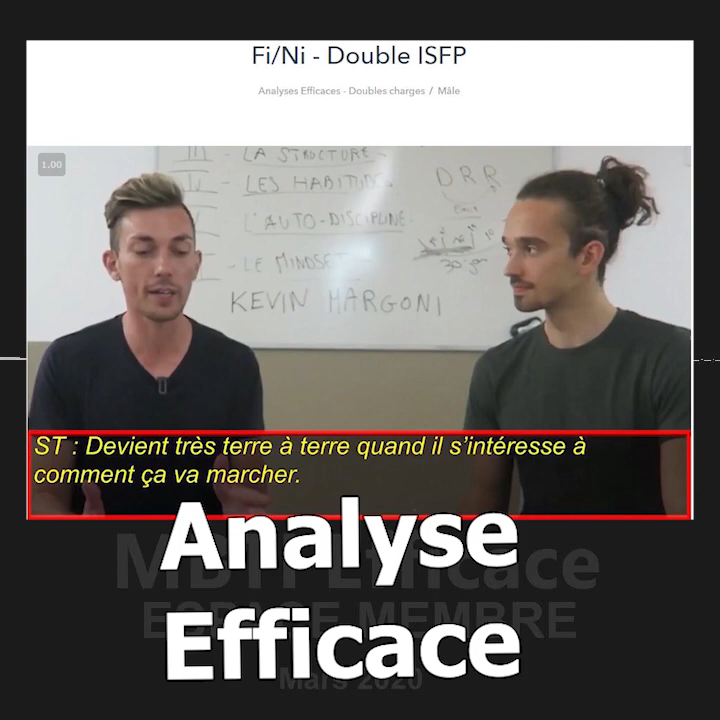 Fi/Ni - Double ISFP
Analyses Efficaces - Doubles charges / Mâle
1.00
- LA STRUCTURE -
- LES HABITUDES
DRR
- L'AUTO-DISCIPLINE
- LE MINDSET
KEVIN MARGONI
ST : Devient très terre à terre quand il s'intéresse à
comment ça va marcher.
Analyse
MBTI Efficace
ESPACE MEMBRE
Efficace
Mars 2020